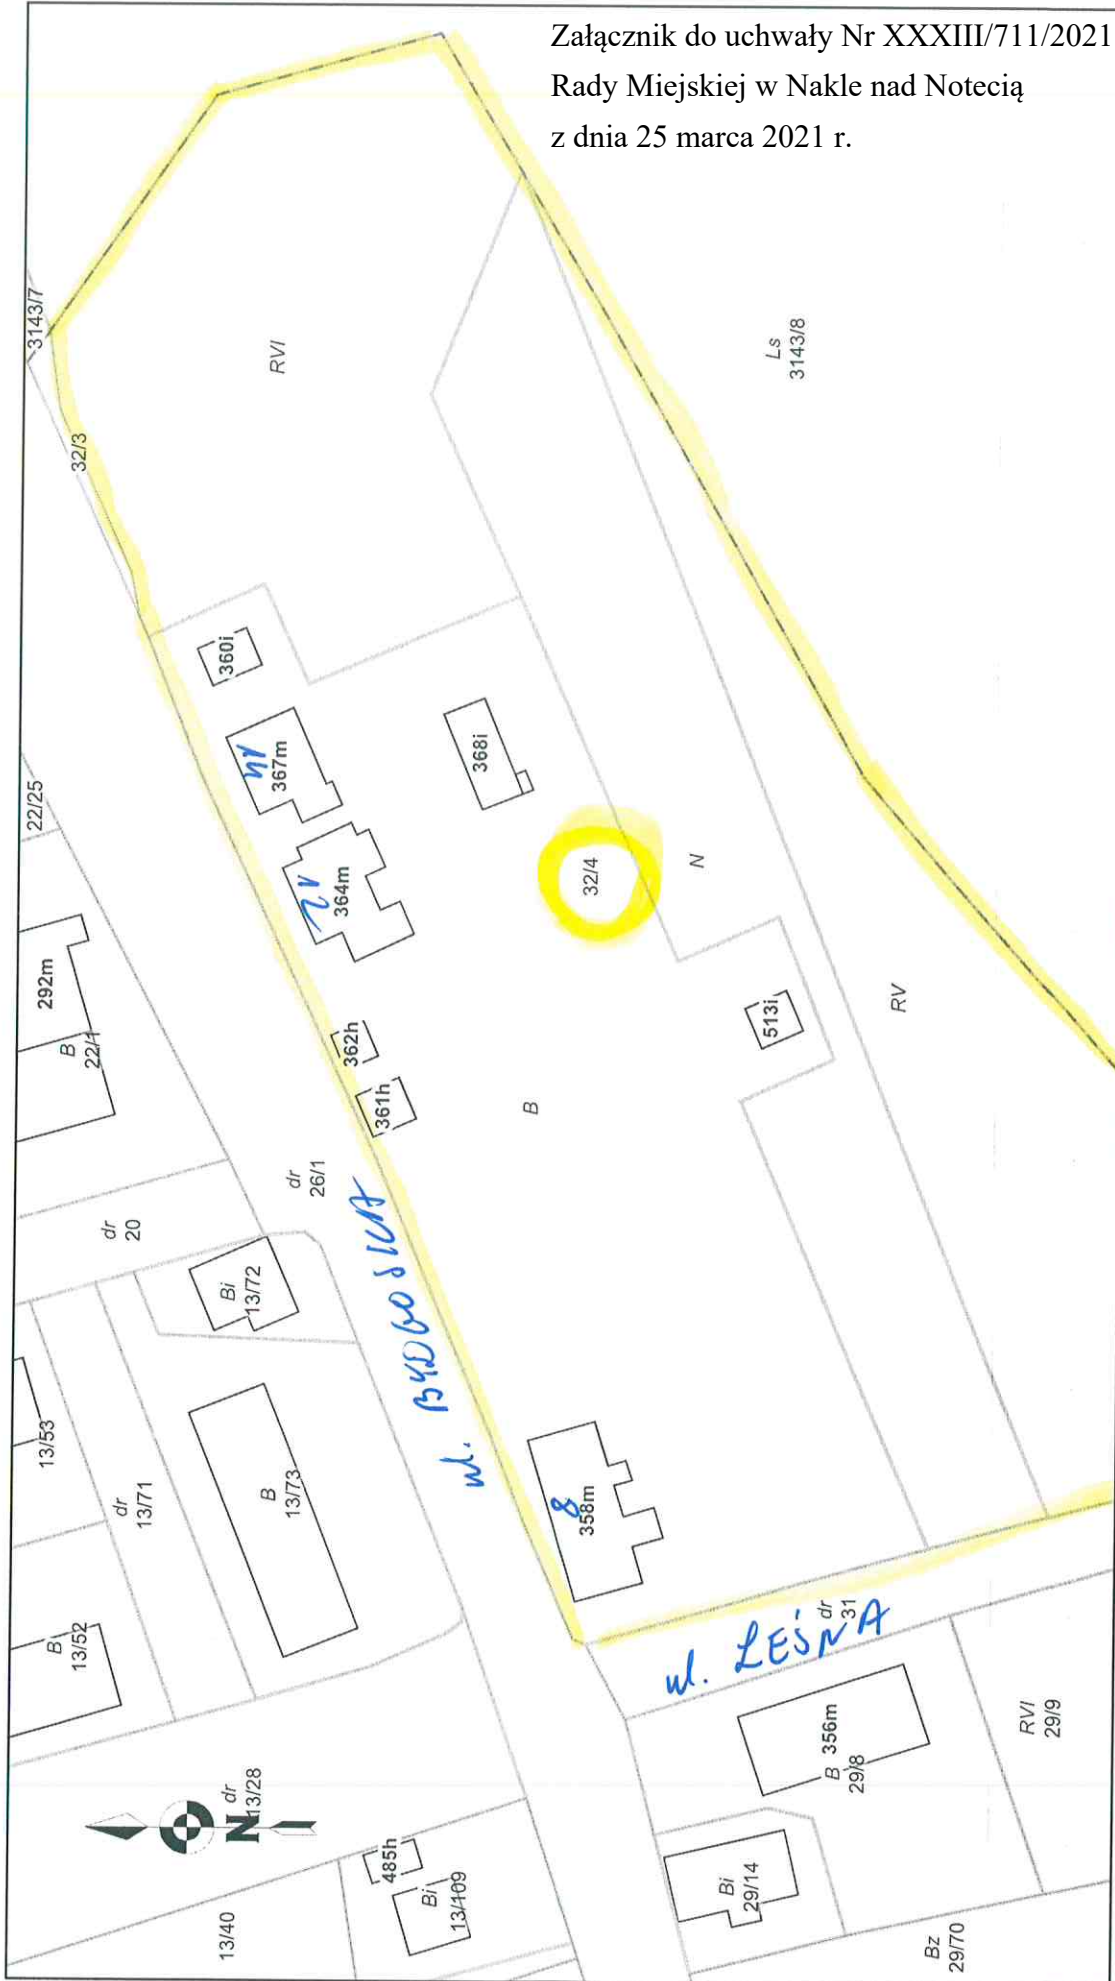 Załącznik do uchwały Nr XXXIII/711/2021
Rady Miejskiej w Nakle nad Notecią
z dnia 25 marca 2021 r.
3143/7
32/3
RVI
Ls
3143/8
22/25
360i
367m
368i
364m
32/4
N
292m
B
22/1
362h
361h
513i
RV
B
dr
26/1
dr
20
Bi
13/72
ul. BYDGOSKA
13/53
dr
13/71
B
13/73
8
358m
B
13/52
dr
31
ul. LEŚNA
dr
13/28
N
356m
B
29/8
RVI
29/9
485h
Bi
13/109
13/40
Bi
29/14
Bz
29/70